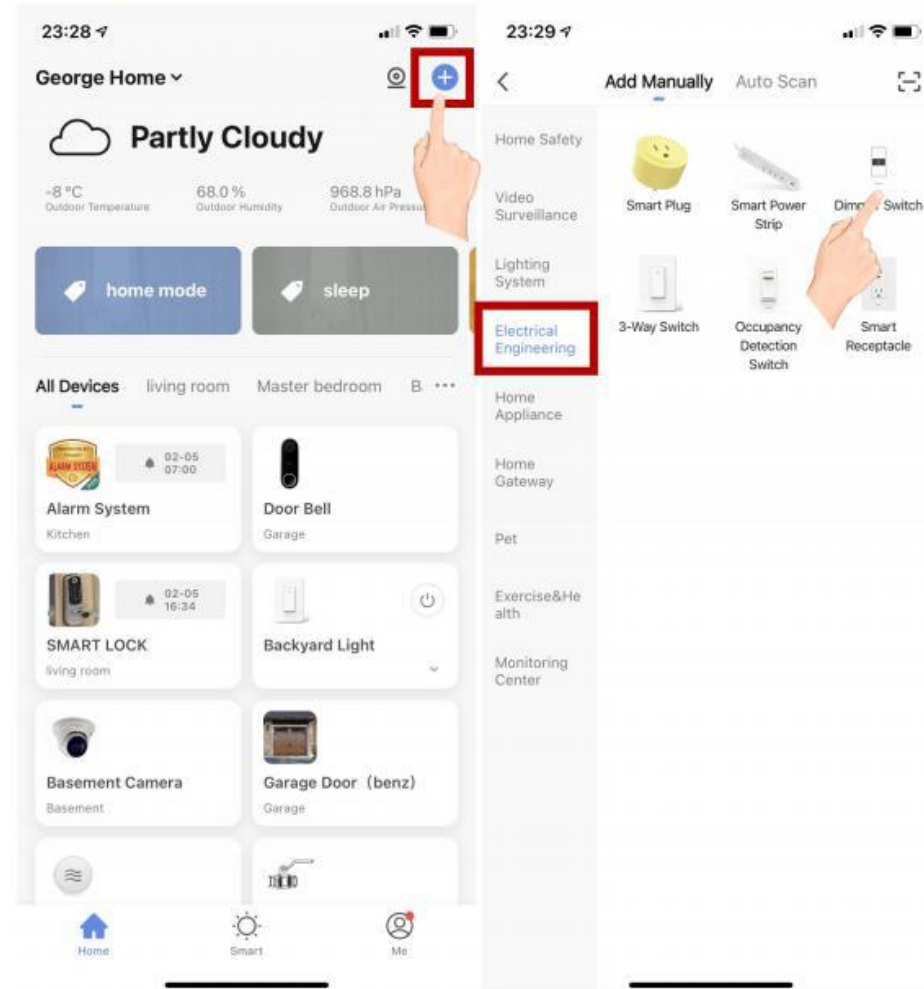 23:28
George Home
Partly Cloudy
-8 °C
68.0 %
968.8 hPa
Outdoor Temperature
Outdoor Humidity
Outdoor Air
home mode
sleep
All Devices living room Master bedroom B ···
02-05
07:00
ALARM SYSTEM
Alarm System
Kitchen
Door Bell
Garage
02-05
16:34
SMART LOCK
living room
Backyard Light
Basement Camera
Basement
Garage Door (benz)
Garage
Home
Smart
Me
23:29
Add Manually Auto Scan
Home Safety
Video
Surveillance
Lighting
System
Electrical
Engineering
Home
Appliance
Home
Gateway
Pet
Exercise&He
alth
Monitoring
Center
Smart Plug
Smart Power
Strip
Switch
3-Way Switch
Occupancy
Detection
Switch
Smart
Receptacle